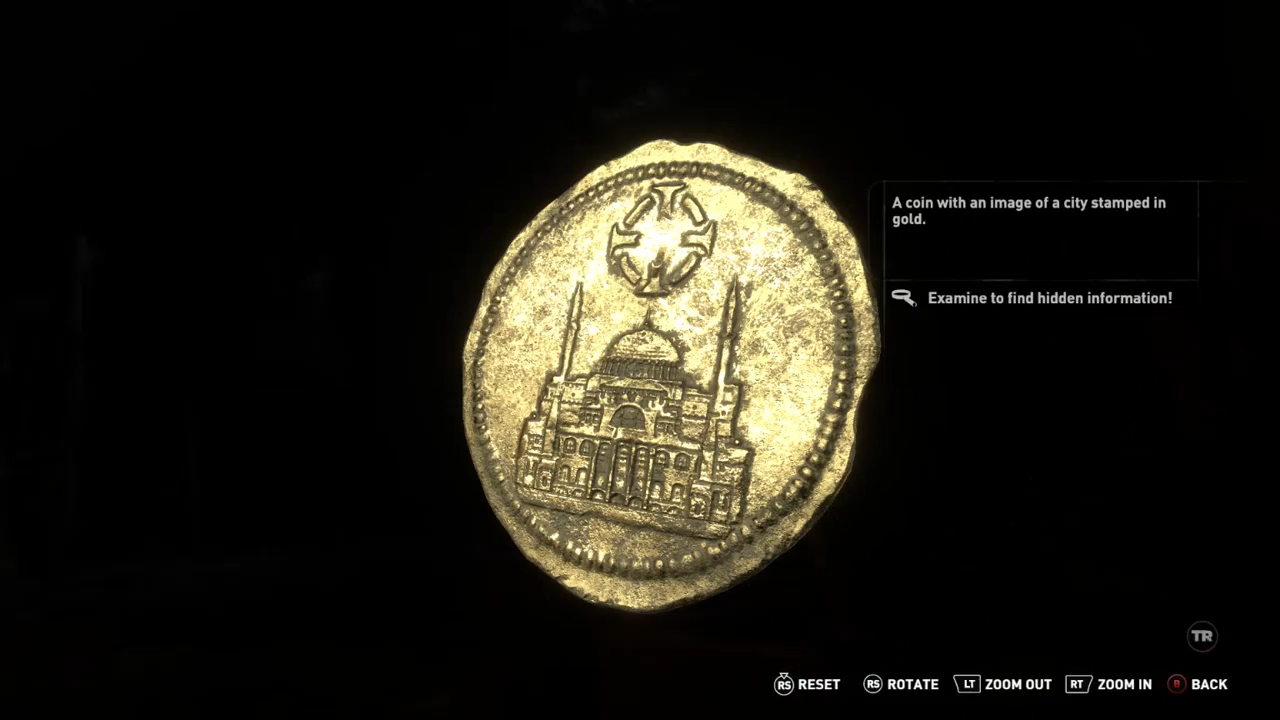 A coin with an image of a city stamped in
gold.
Examine to find hidden information!
TR
RS RESET RS ROTATE LT ZOOM OUT RT ZOOM IN B BACK